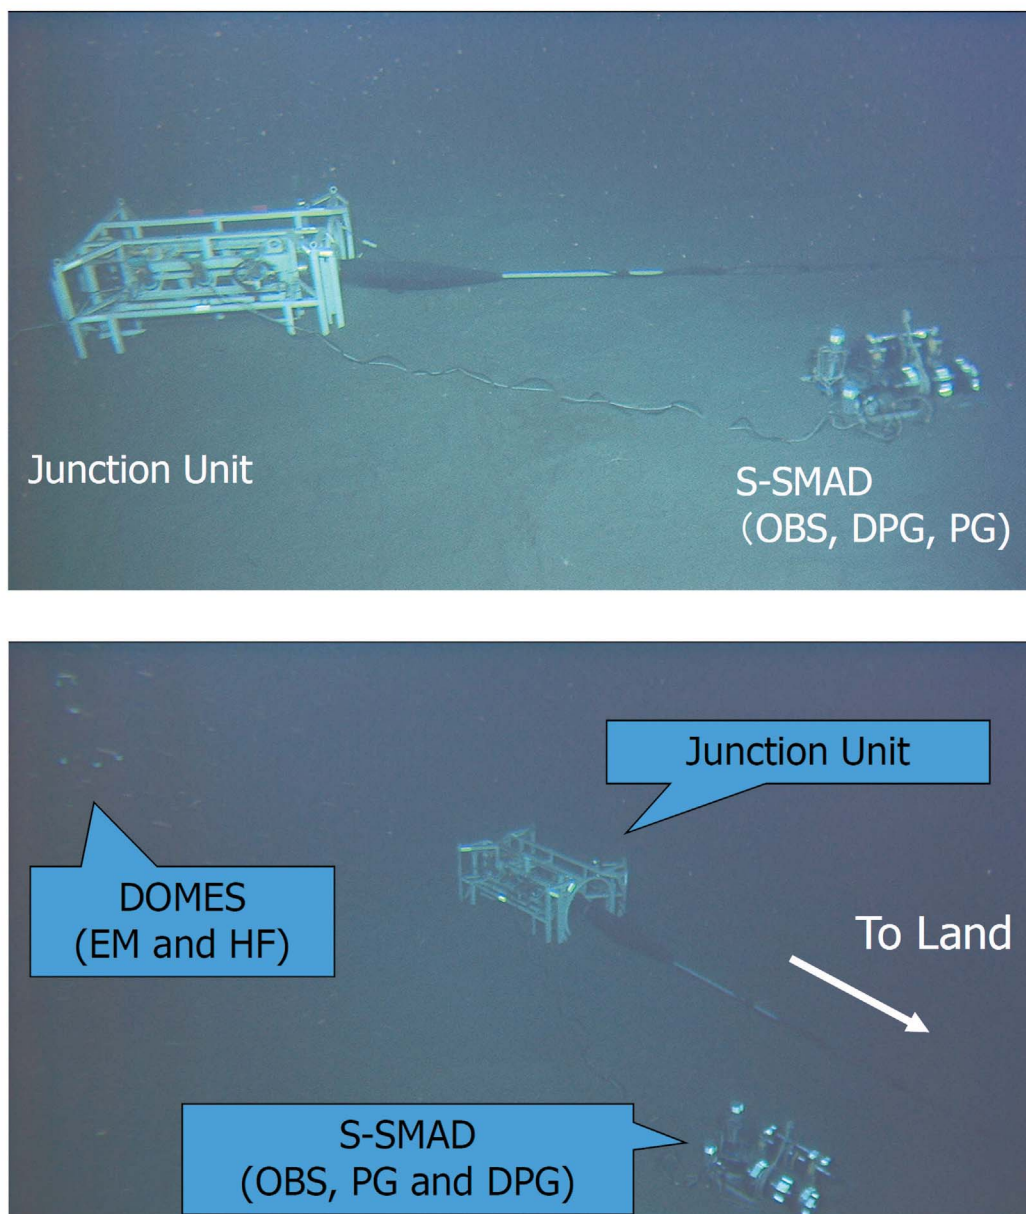 Junction Unit
S-SMAD
（OBS, DPG, PG)
Junction Unit
DOMES
(EM and HF)
To Land
S-SMAD
(OBS, PG and DPG)